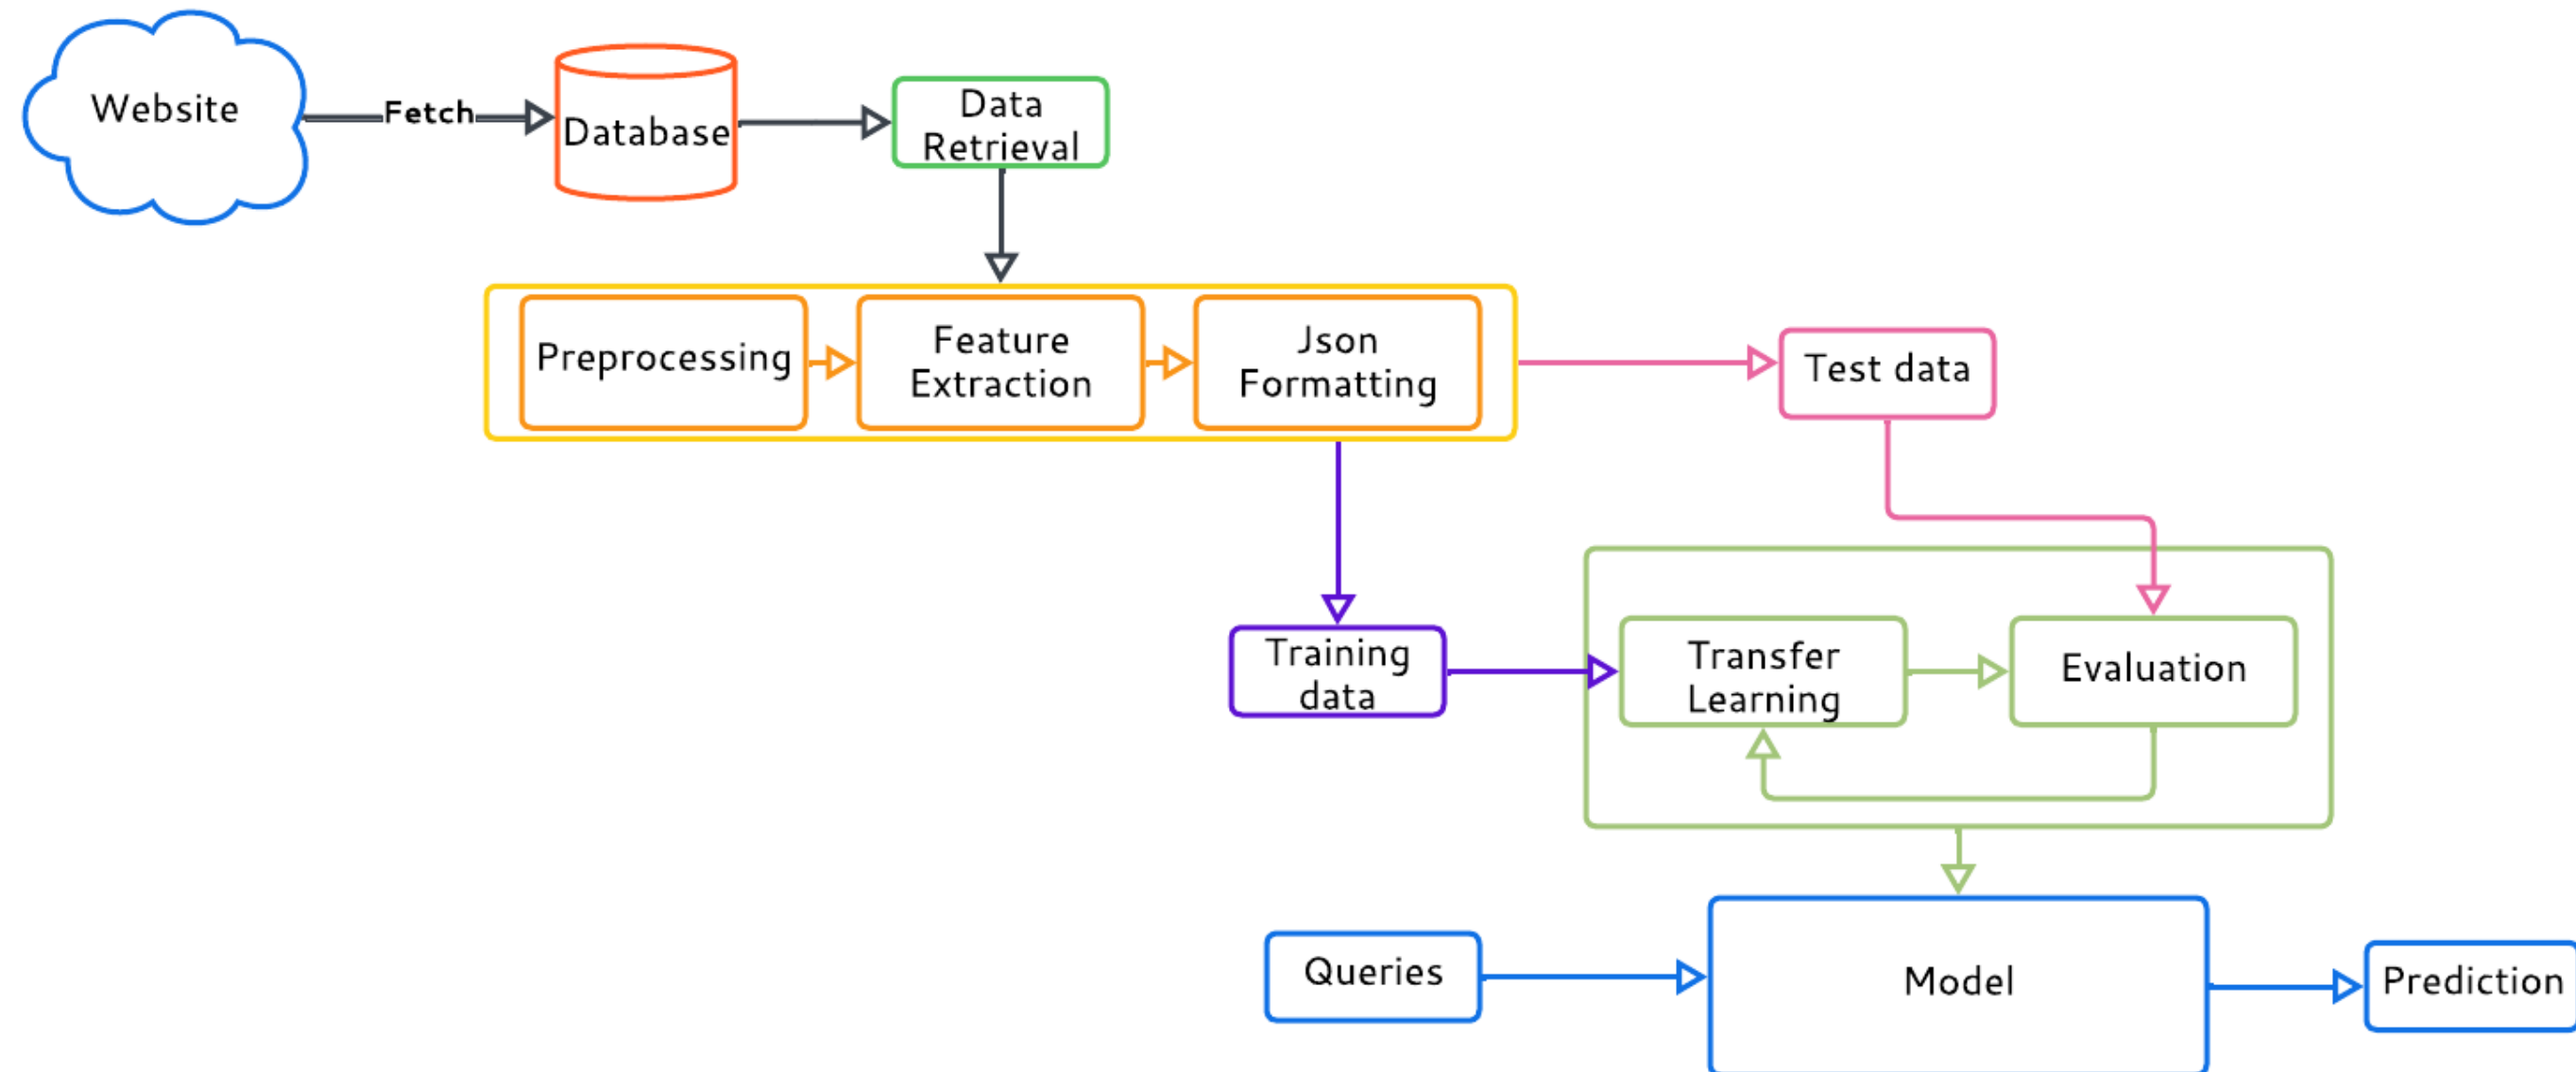 Website
Fetch
Database
Data
Retrieval
Preprocessing
Feature
Extraction
Json
Formatting
Test data
Training
data
Transfer
Learning
Evaluation
Queries
Model
Prediction